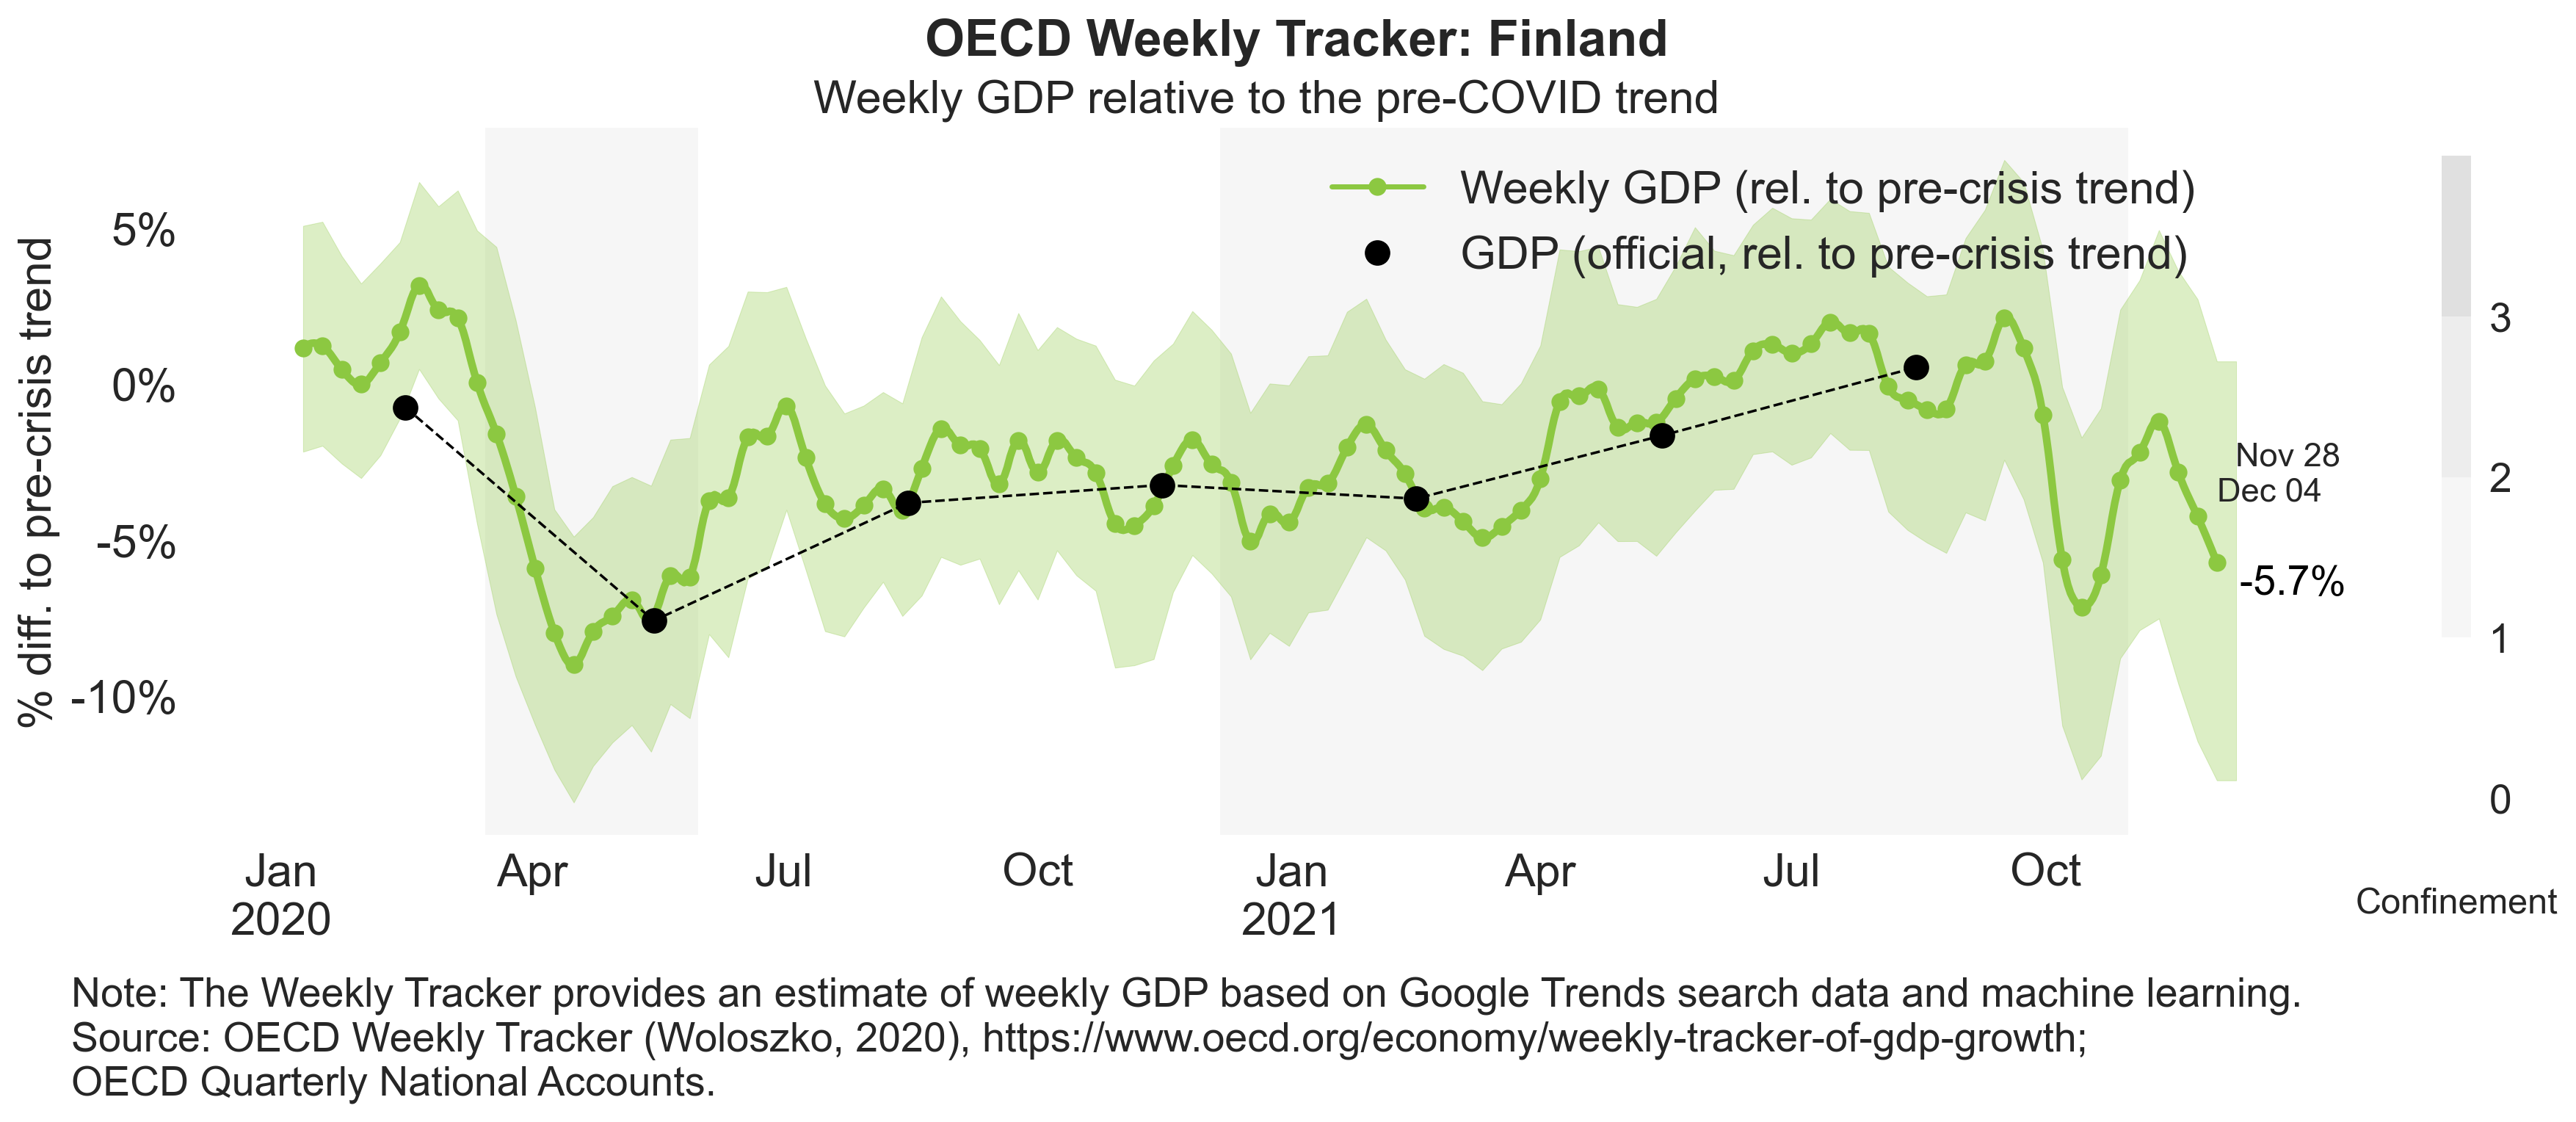 OECD Weekly Tracker: Finland
Weekly GDP relative to the pre-COVID trend
Weekly GDP (rel. to pre-crisis trend)
GDP (official, rel. to pre-crisis trend)
% diff. to pre-crisis trend
5%
0%
-5%
-10%
Nov 28
Dec 04
-5.7%
3
2
1
0
Confinement
Jan Apr Jul Oct Jan Apr Jul Oct
2020 2021
Note: The Weekly Tracker provides an estimate of weekly GDP based on Google Trends search data and machine learning.
Source: OECD Weekly Tracker (Woloszko, 2020), https://www.oecd.org/economy/weekly-tracker-of-gdp-growth;
OECD Quarterly National Accounts.